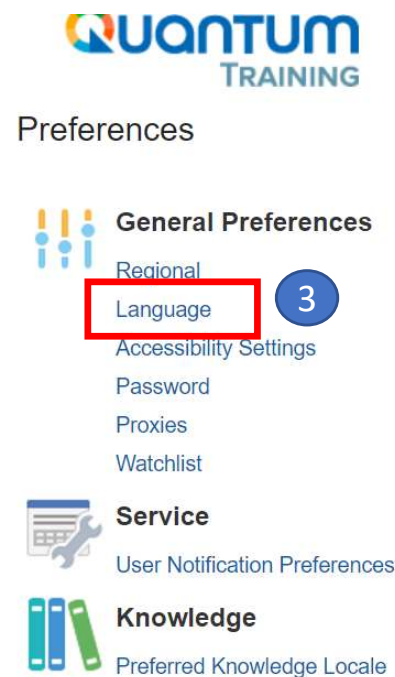 QUANTUM
TRAINING
Preferences
General Preferences
Regional
Language
3
Accessibility Settings
Password
Proxies
Watchlist
Service
User Notification Preferences
Knowledge
Preferred Knowledge Locale